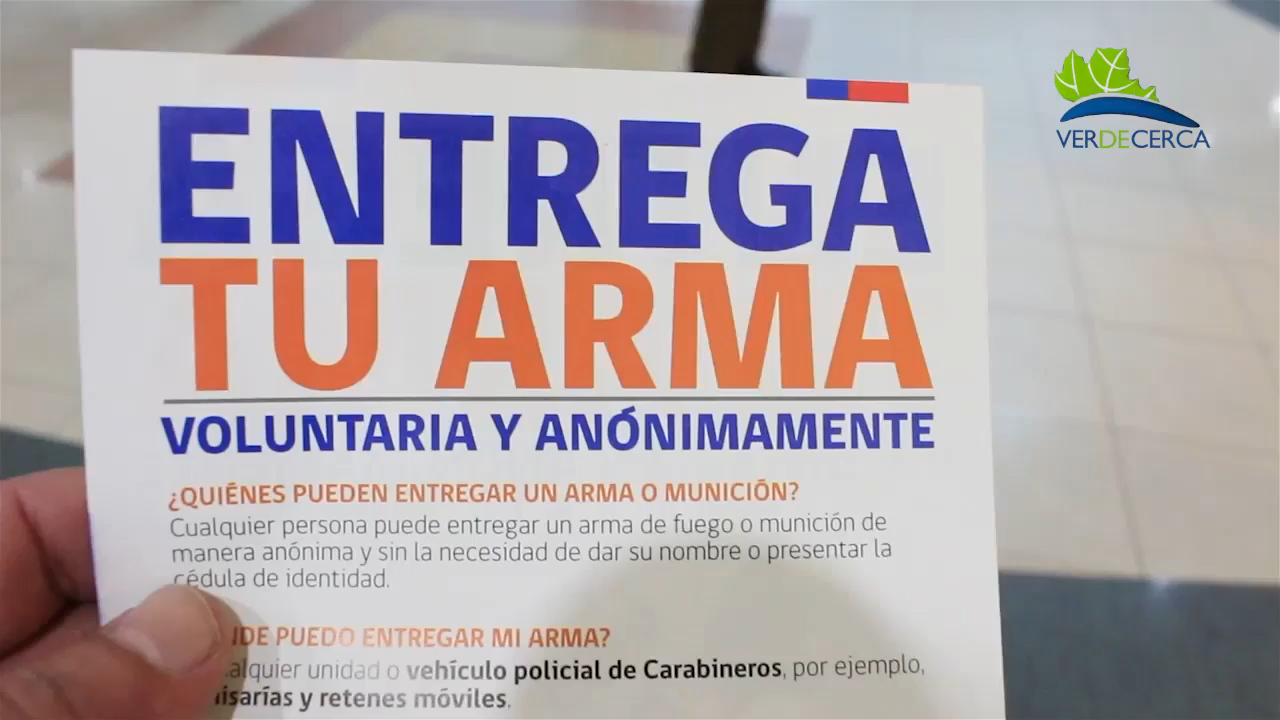 VERDECERCA
ENTREGA
TU ARMA
VOLUNTARIA Y ANÓNIMAMENTE
¿QUIÉNES PUEDEN ENTREGAR UN ARMA O MUNICIÓN?
Cualquier persona puede entregar un arma de fuego o munición de
manera anónima y sin la necesidad de dar su nombre o presentar la
cédula de identidad.
PUEDO ENTREGAR MI ARMA?
unidad o vehículo policial de Carabineros, por ejemplo,
y retenes móviles.